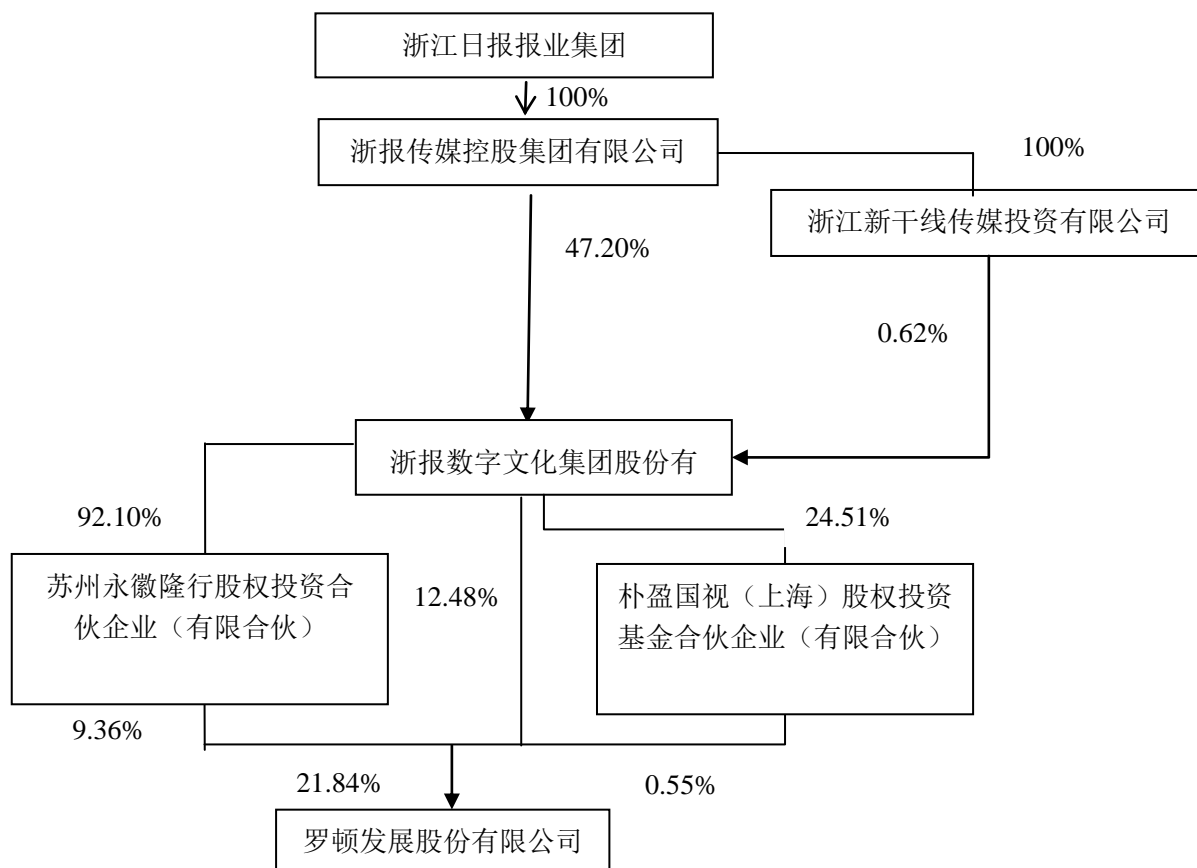 浙江日报报业集团
100%
浙报传媒控股集团有限公司
100%
浙江新干线传媒投资有限公司
47.20%
0.62%
浙报数字文化集团股份有
92.10%
24.51%
苏州永徽隆行股权投资合
伙企业（有限合伙）
12.48%
朴盈国视（上海）股权投资
基金合伙企业（有限合伙）
9.36%
21.84%
0.55%
罗顿发展股份有限公司